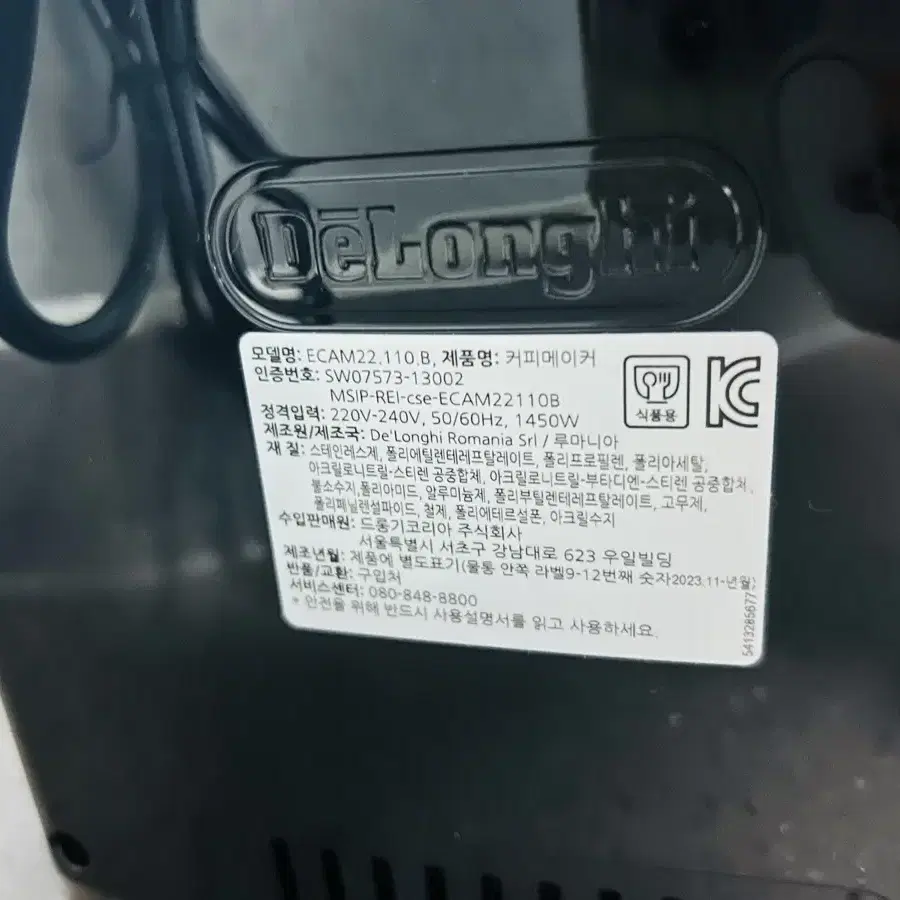 DēLonghi
모델명: ECAM22.110.B, 제품명: 커피메이커
인증번호: SW07573-13002
MSIP-REI-cse-ECAM22110B
정격입력: 220V-240V, 50/60Hz, 1450W
제조원/제조국: De'Longhi Romania Srl / 루마니아
재 질: 스테인레스제, 폴리에틸렌테레프탈레이트, 폴리프로필렌, 폴리아세탈,
아크릴로니트릴-스티렌 공중합체, 아크릴로니트릴-부타디엔-스티렌 공중합체,
불소수지,폴리아미드, 알루미늄제, 폴리부틸렌테레프탈레이트, 고무제,
폴리페닐렌설파이드, 철제, 폴리에테르설폰, 아크릴수지
수입판매원: 드롱기코리아 주식회사
서울특별시 서초구 강남대로 623 우일빌딩
제조년월: 제품에 별도표기(물통 안쪽 라벨9-12번째 숫자2023.11-년월)
반품/교환: 구입처
서비스센터: 080-848-8800
* 안전을 위해 반드시 사용설명서를 읽고 사용하세요.
식품용